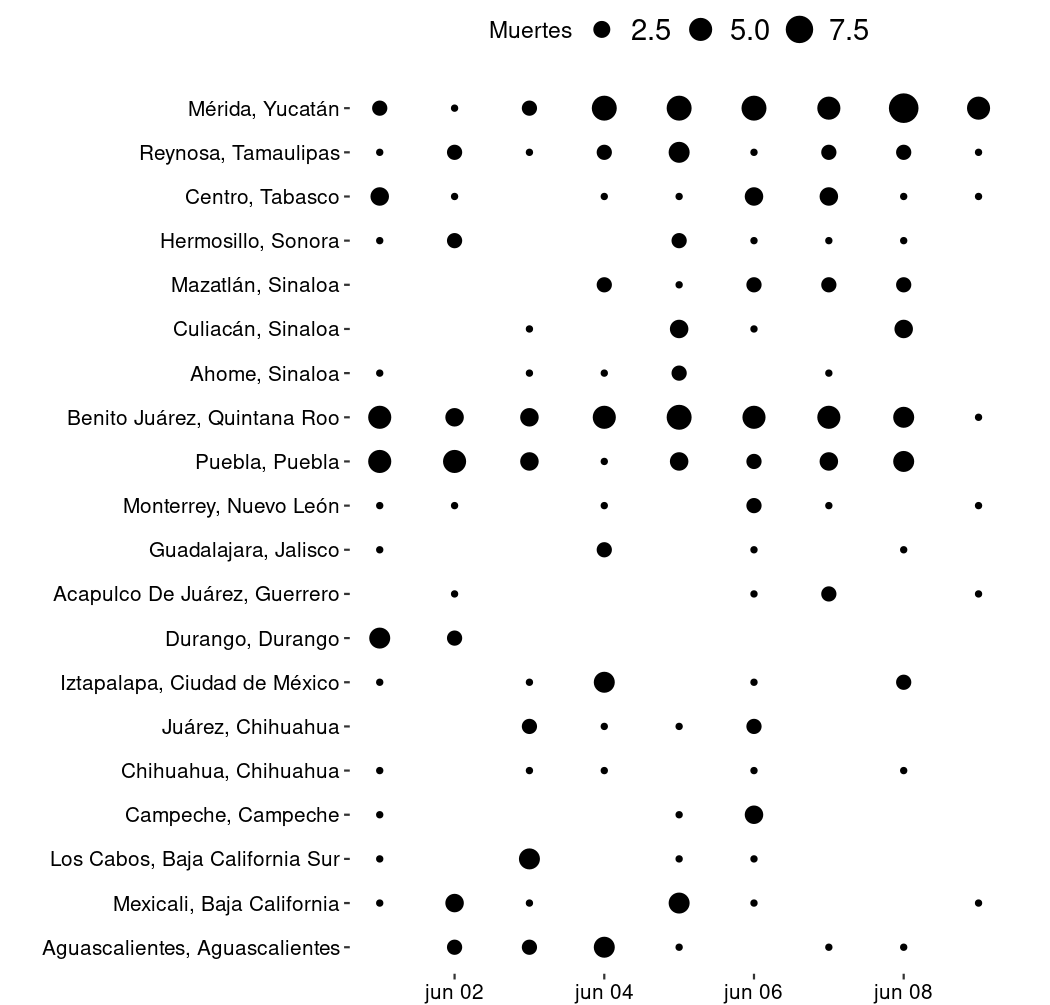 Muertes 2.5 5.0 7.5
Mérida, Yucatán
Reynosa, Tamaulipas
Centro, Tabasco
Hermosillo, Sonora
Mazatlán, Sinaloa
Culiacán, Sinaloa
Ahome, Sinaloa
Benito Juárez, Quintana Roo
Puebla, Puebla
Monterrey, Nuevo León
Guadalajara, Jalisco
Acapulco De Juárez, Guerrero
Durango, Durango
Iztapalapa, Ciudad de México
Juárez, Chihuahua
Chihuahua, Chihuahua
Campeche, Campeche
Los Cabos, Baja California Sur
Mexicali, Baja California
Aguascalientes, Aguascalientes
jun 02 jun 04 jun 06 jun 08